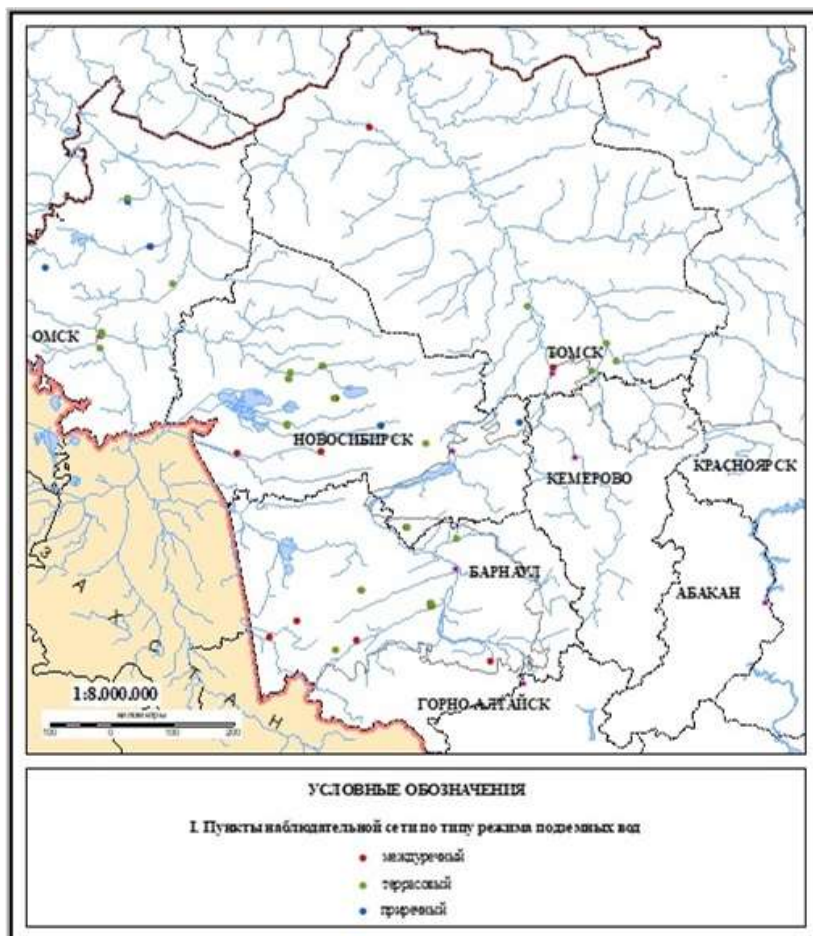 ОМСК
ТОМСК
НОВОСИБИРСК
КЕМЕРОВО
КРАСНОЯРСК
БАРНАУЛ
АБАКАН
ГОРНО-АЛТАЙСК
З А Х С Т А Н
1:8.000.000
километры
100 0 100 200
УСЛОВНЫЕ ОБОЗНАЧЕНИЯ
I. Пункты наблюдательной сети по типу режима подземных вод
междуречный
террасовый
приречный